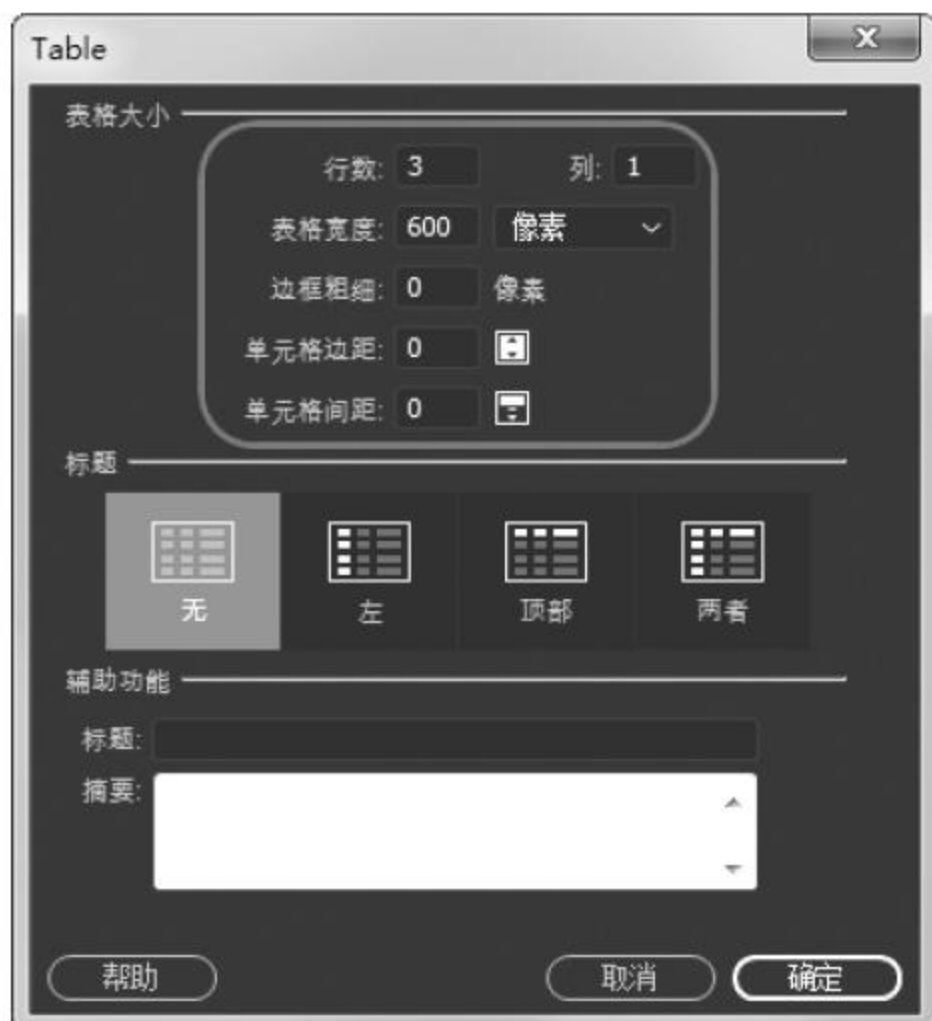 Table
表格大小
行数: 3 列: 1
表格宽度: 600 像素
边框粗细: 0 像素
单元格边距: 0
单元格间距: 0
标题
无 左 顶部 两者
辅助功能
标题:
摘要:
帮助 取消 确定